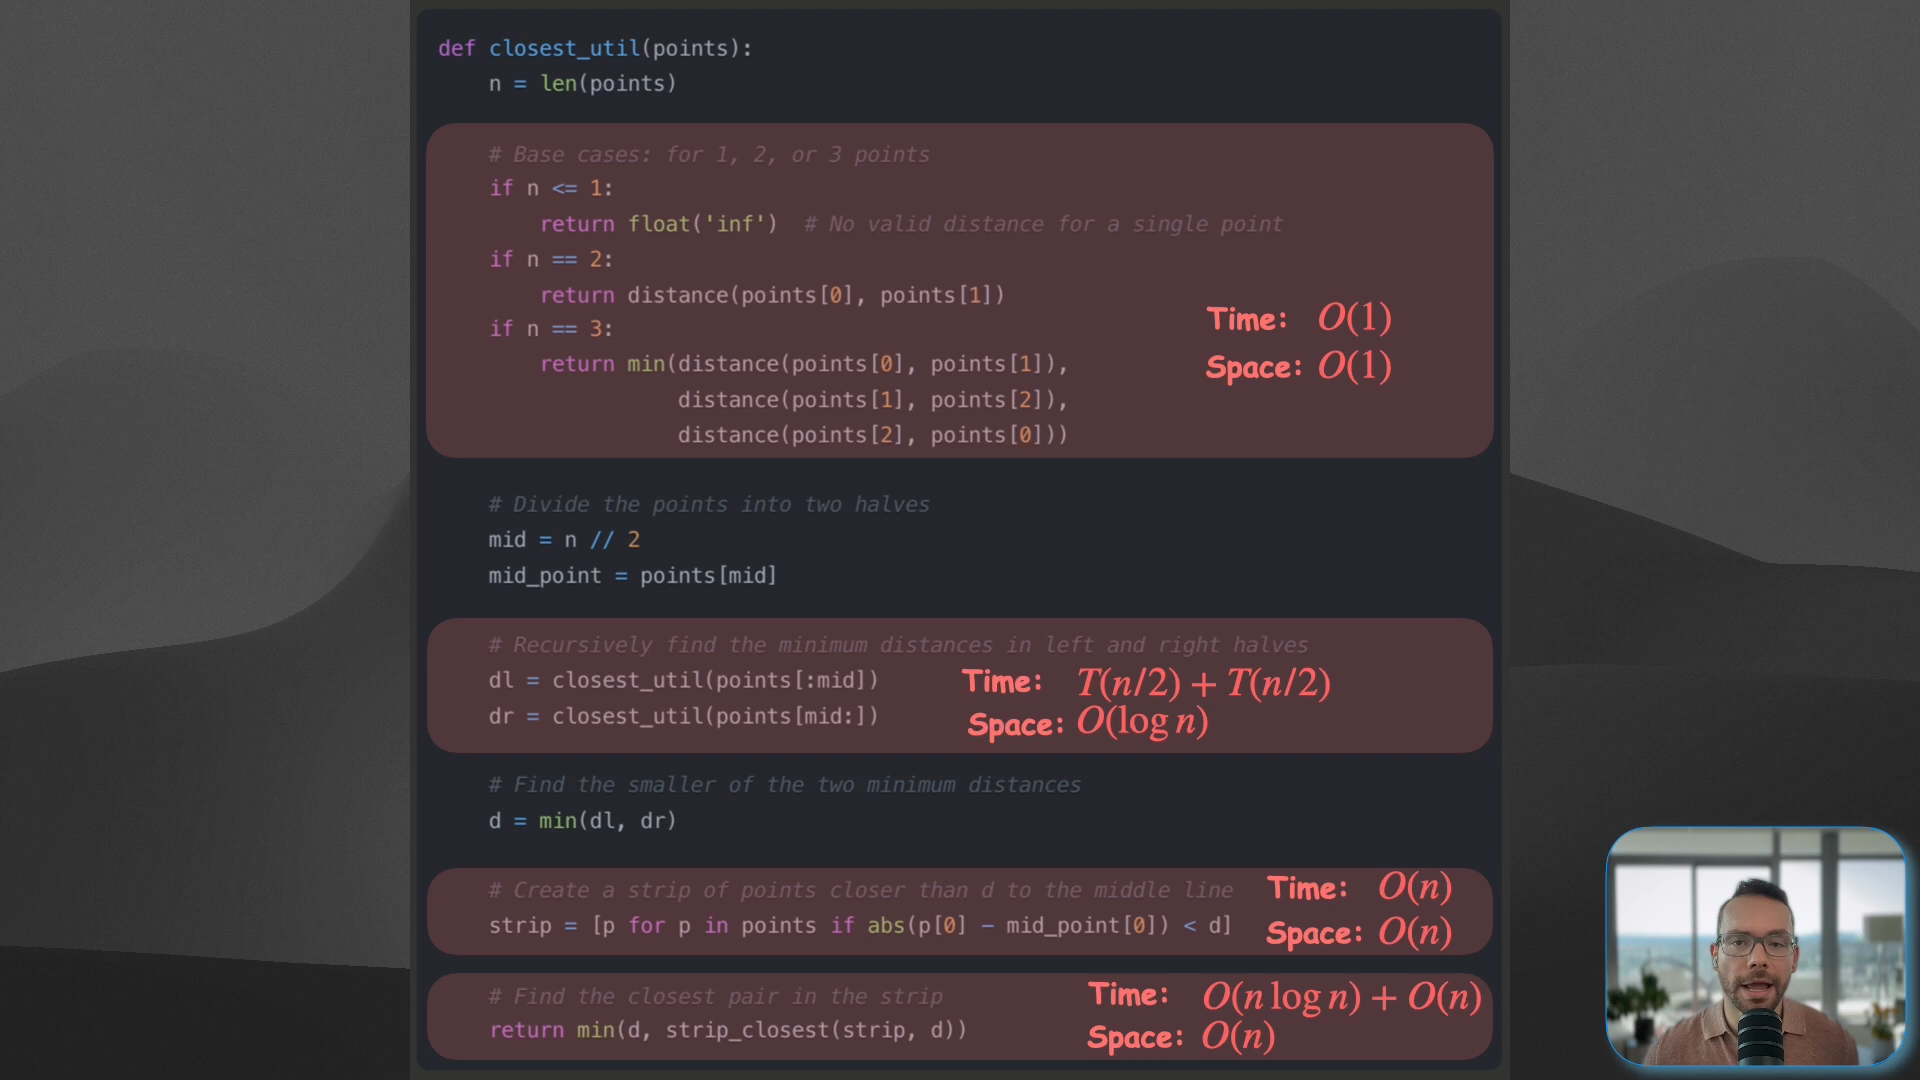 def closest_util(points):
    n = len(points)
    # Base cases: for 1, 2, or 3 points
    if n <= 1:
        return float('inf')  # No valid distance for a single point
    if n == 2:
        return distance(points[0], points[1])
    if n == 3:
        return min(distance(points[0], points[1]),
                   distance(points[1], points[2]),
                   distance(points[2], points[0]))
Time: O(1)
Space: O(1)
    # Divide the points into two halves
    mid = n // 2
    mid_point = points[mid]
    # Recursively find the minimum distances in left and right halves
    dl = closest_util(points[:mid])
    dr = closest_util(points[mid:])
Time: T(n/2) + T(n/2)
Space: O(log n)
    # Find the smaller of the two minimum distances
    d = min(dl, dr)
    # Create a strip of points closer than d to the middle line
    strip = [p for p in points if abs(p[0] - mid_point[0]) < d]
Time: O(n)
Space: O(n)
    # Find the closest pair in the strip
    return min(d, strip_closest(strip, d))
Time: O(n log n) + O(n)
Space: O(n)